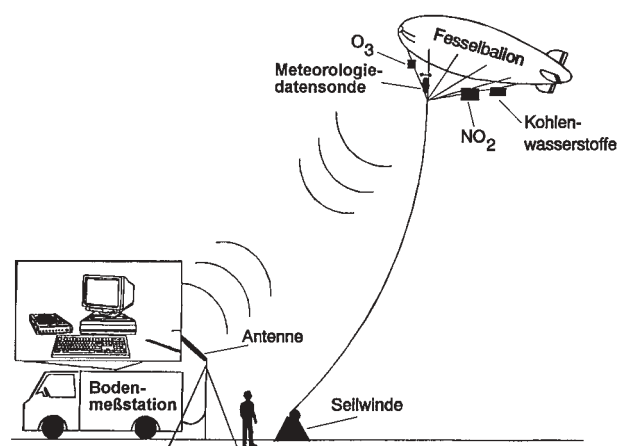 O3
Fesselballon
Meteorologie-
datensonde
NO2
Kohlen-
wasserstoffe
Antenne
Boden-
meßstation
Seilwinde